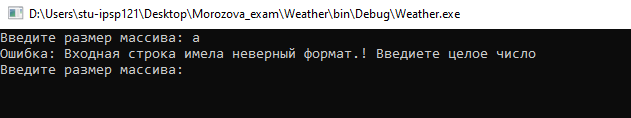 D:\Users\stu-ipsp121\Desktop\Morozova_exam\Weather\bin\Debug\Weather.exe
Введите размер массива: а
Ошибка: Входная строка имела неверный формат.! Введиете целое число
Введите размер массива: